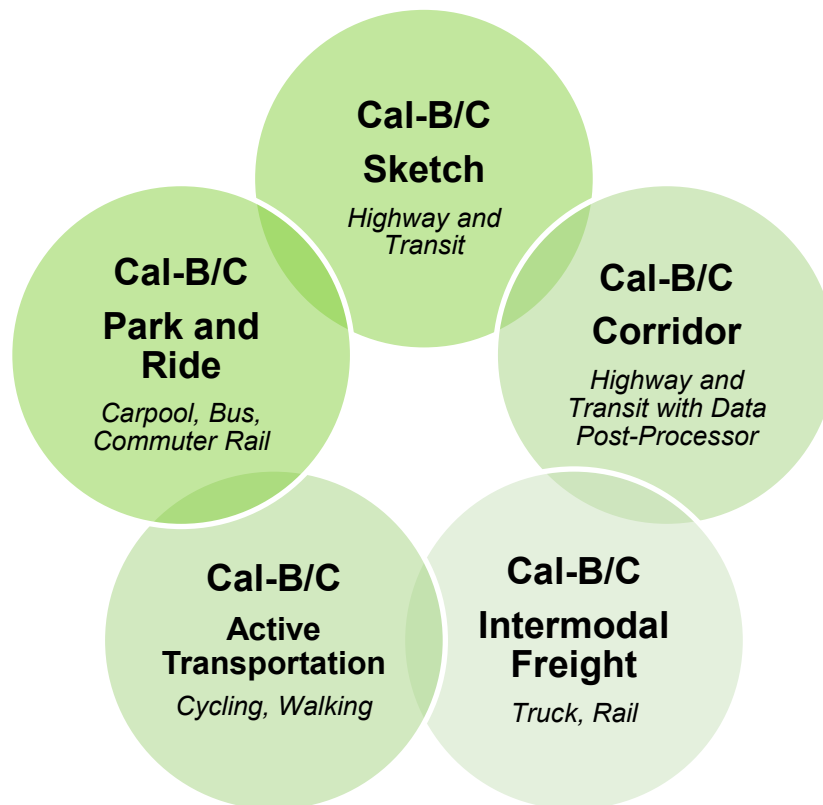 Cal-B/C
Sketch
Highway and
Transit
Cal-B/C
Corridor
Highway and
Transit with Data
Post-Processor
Cal-B/C
Intermodal
Freight
Truck, Rail
Cal-B/C
Active
Transportation
Cycling, Walking
Cal-B/C
Park and
Ride
Carpool, Bus,
Commuter Rail